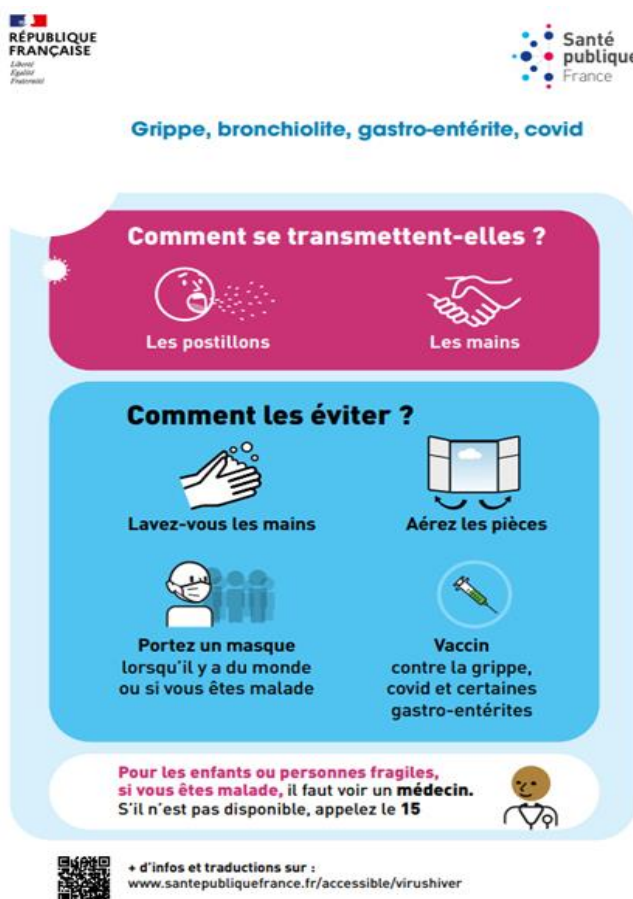 RÉPUBLIQUE
FRANÇAISE
Liberté
Égalité
Fraternité
Santé
publique
France
Grippe, bronchiolite, gastro-entérite, covid
Comment se transmettent-elles ?
Les postillons
Les mains
Comment les éviter ?
Lavez-vous les mains
Aérez les pièces
Portez un masque
lorsqu'il y a du monde
ou si vous êtes malade
Vaccin
contre la grippe,
covid et certaines
gastro-entérites
Pour les enfants ou personnes fragiles,
si vous êtes malade, il faut voir un médecin.
S'il n'est pas disponible, appelez le 15
+ d'infos et traductions sur :
www.santepubliquefrance.fr/accessible/virushiver